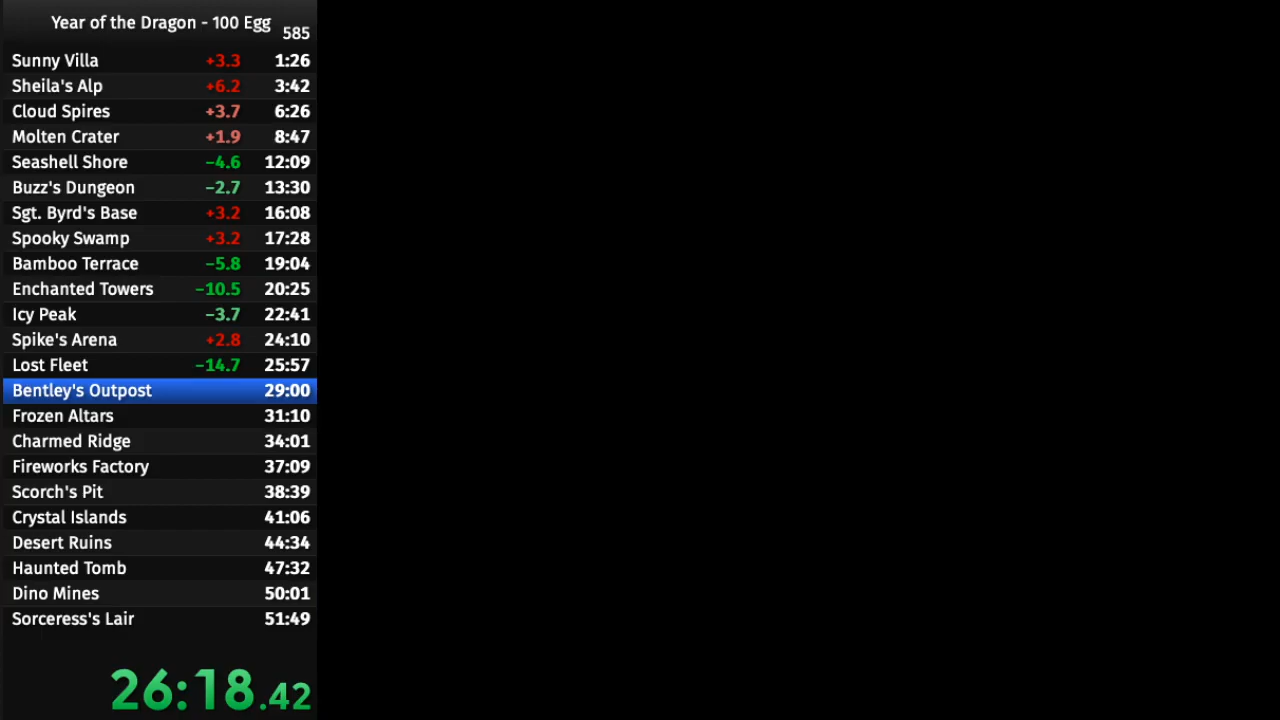 Year of the Dragon - 100 Egg
585
Sunny Villa +3.3 1:26
Sheila's Alp +6.2 3:42
Cloud Spires +3.7 6:26
Molten Crater +1.9 8:47
Seashell Shore −4.6 12:09
Buzz's Dungeon −2.7 13:30
Sgt. Byrd's Base +3.2 16:08
Spooky Swamp +3.2 17:28
Bamboo Terrace −5.8 19:04
Enchanted Towers −10.5 20:25
Icy Peak −3.7 22:41
Spike's Arena +2.8 24:10
Lost Fleet −14.7 25:57
Bentley's Outpost 29:00
Frozen Altars 31:10
Charmed Ridge 34:01
Fireworks Factory 37:09
Scorch's Pit 38:39
Crystal Islands 41:06
Desert Ruins 44:34
Haunted Tomb 47:32
Dino Mines 50:01
Sorceress's Lair 51:49
26:18.42